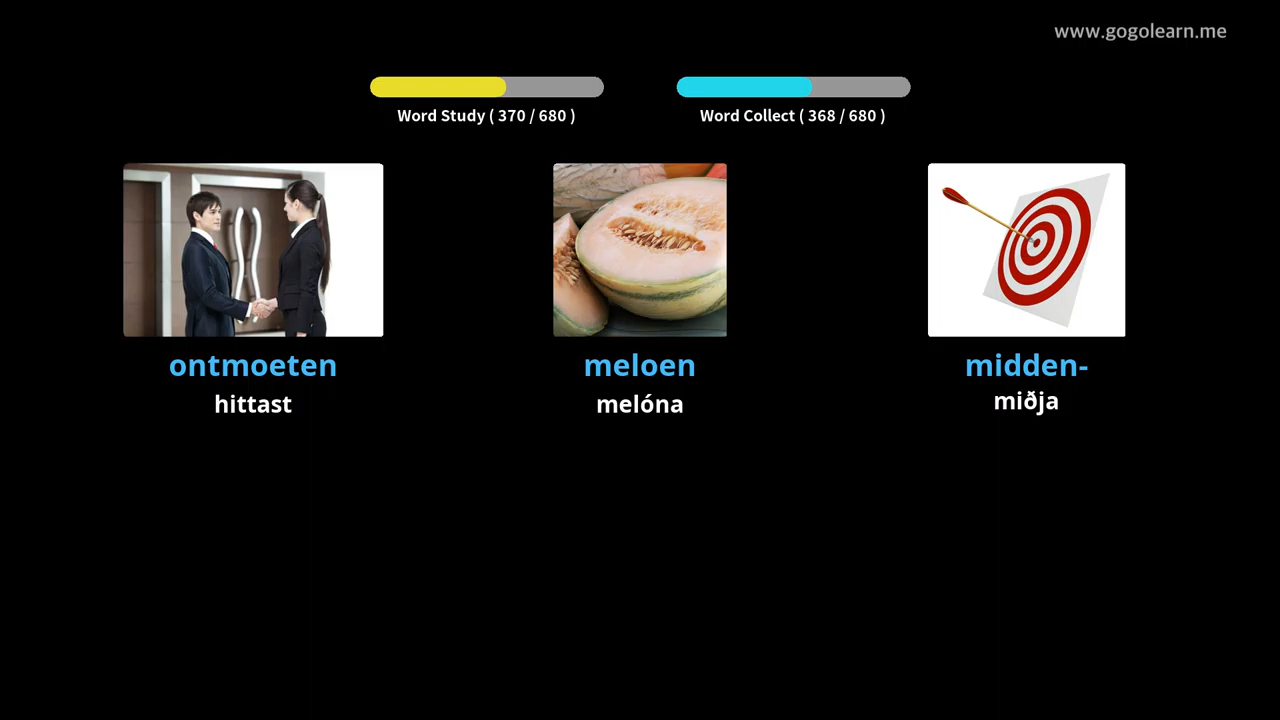 www.gogolearn.me
Word Study ( 370 / 680 )
Word Collect ( 368 / 680 )
ontmoeten
hittast
meloen
melóna
midden-
miðja